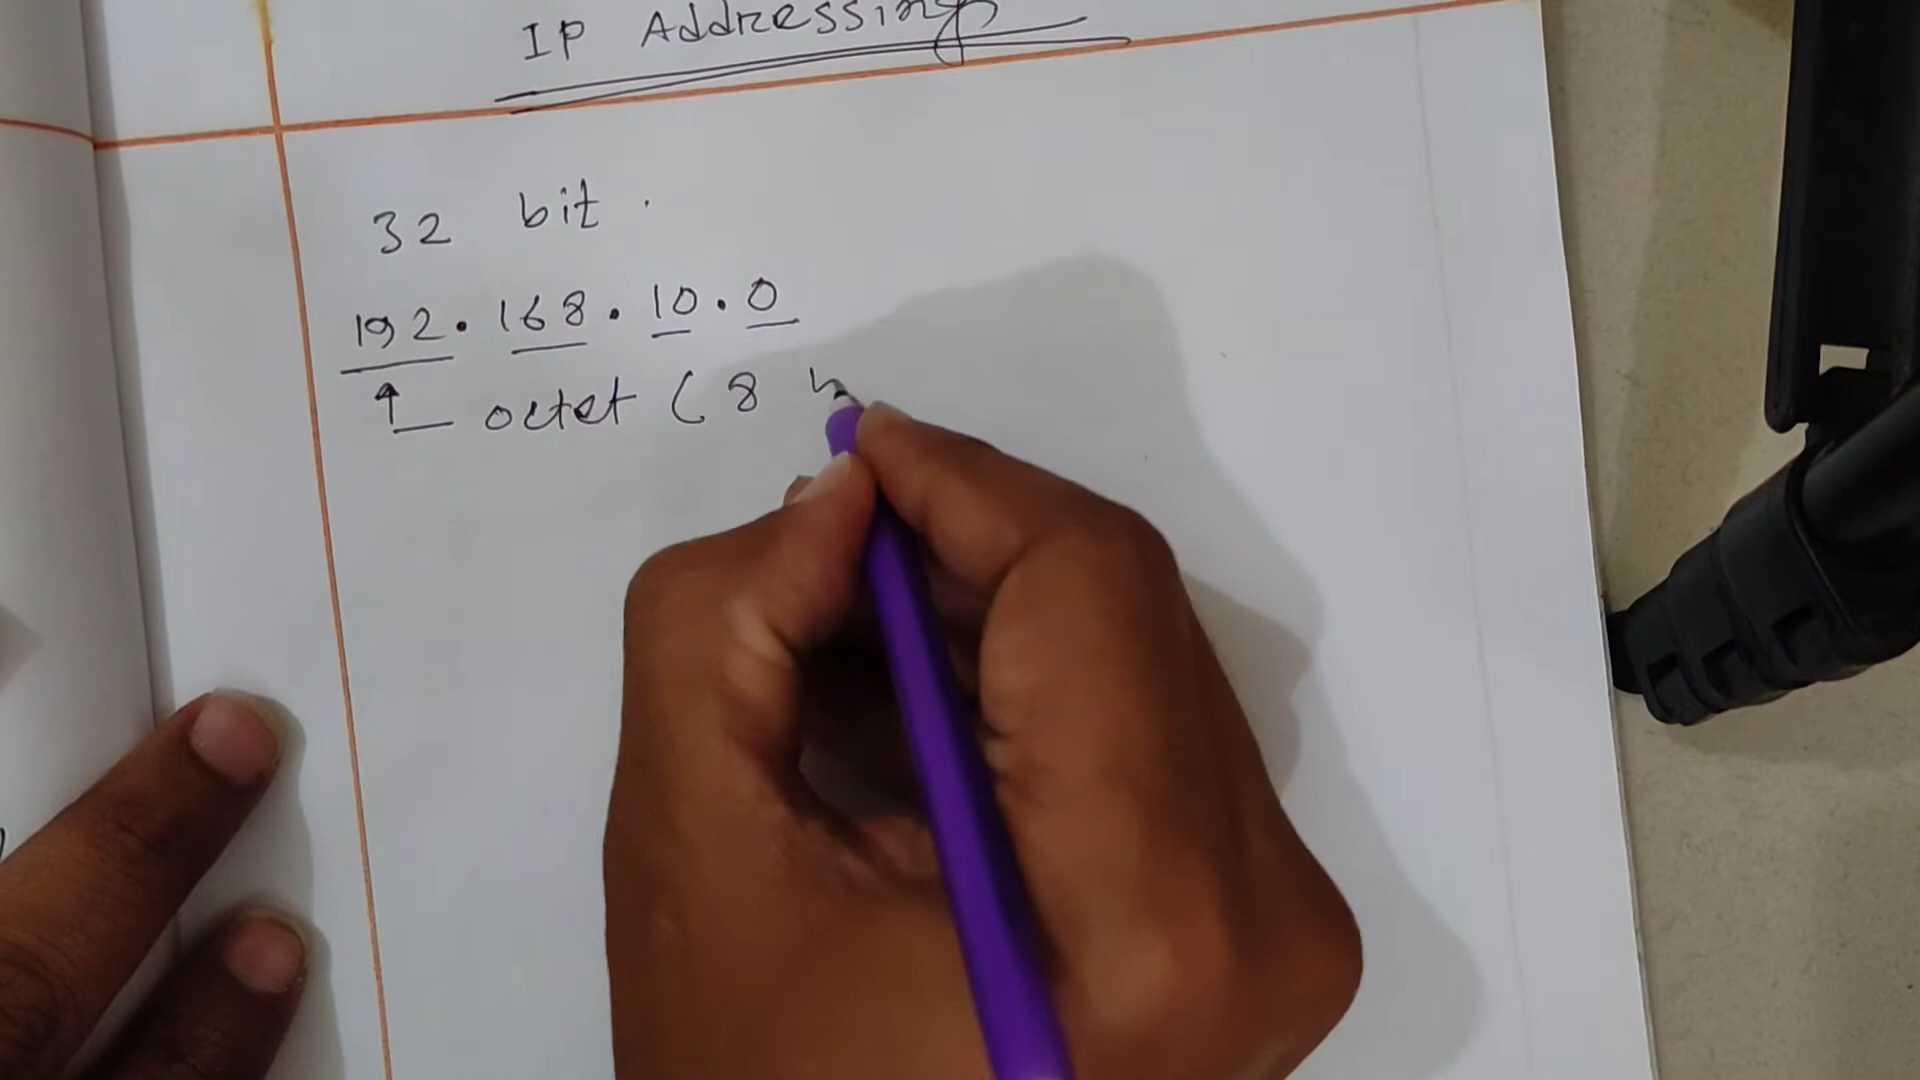 IP Addressing
32 bit .
192.168.10.0
octet ( 8